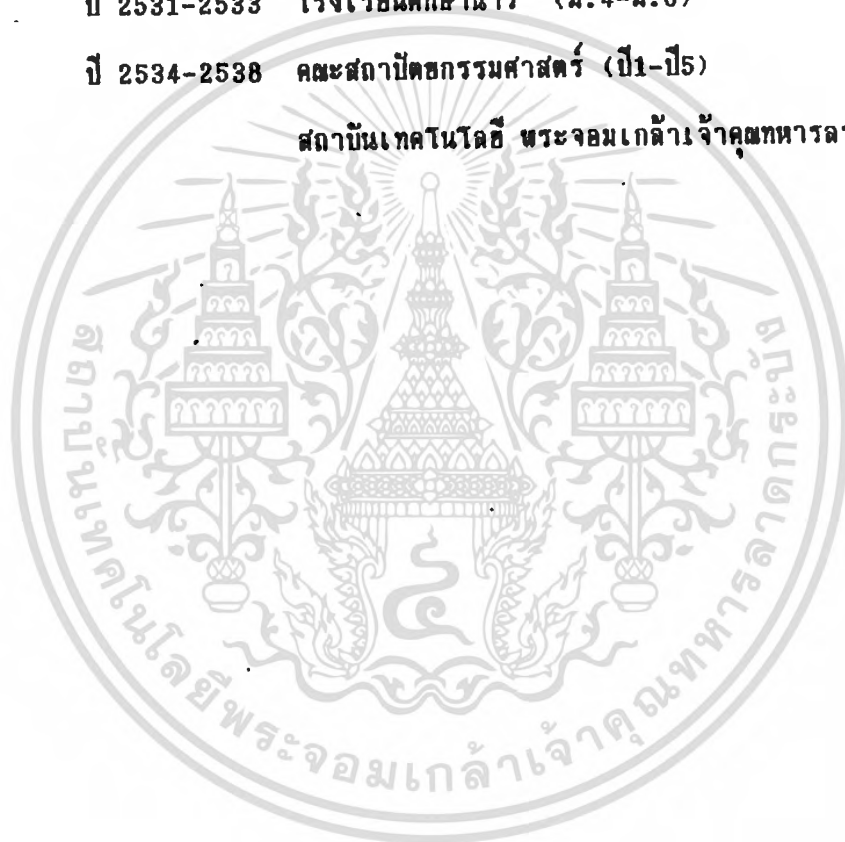 ปี 2531-2533
ปี 2534-2538 คณะสถาปัตยกรรมศาสตร์ (ปี1-ปี5)
สถาบันเทคโนโลยี พระจอมเกล้าเจ้าคุณทหารลา
สถาบันเทคโนโลยีพระจอมเกล้าเจ้าคุณทหารลาดกระบัง
๔